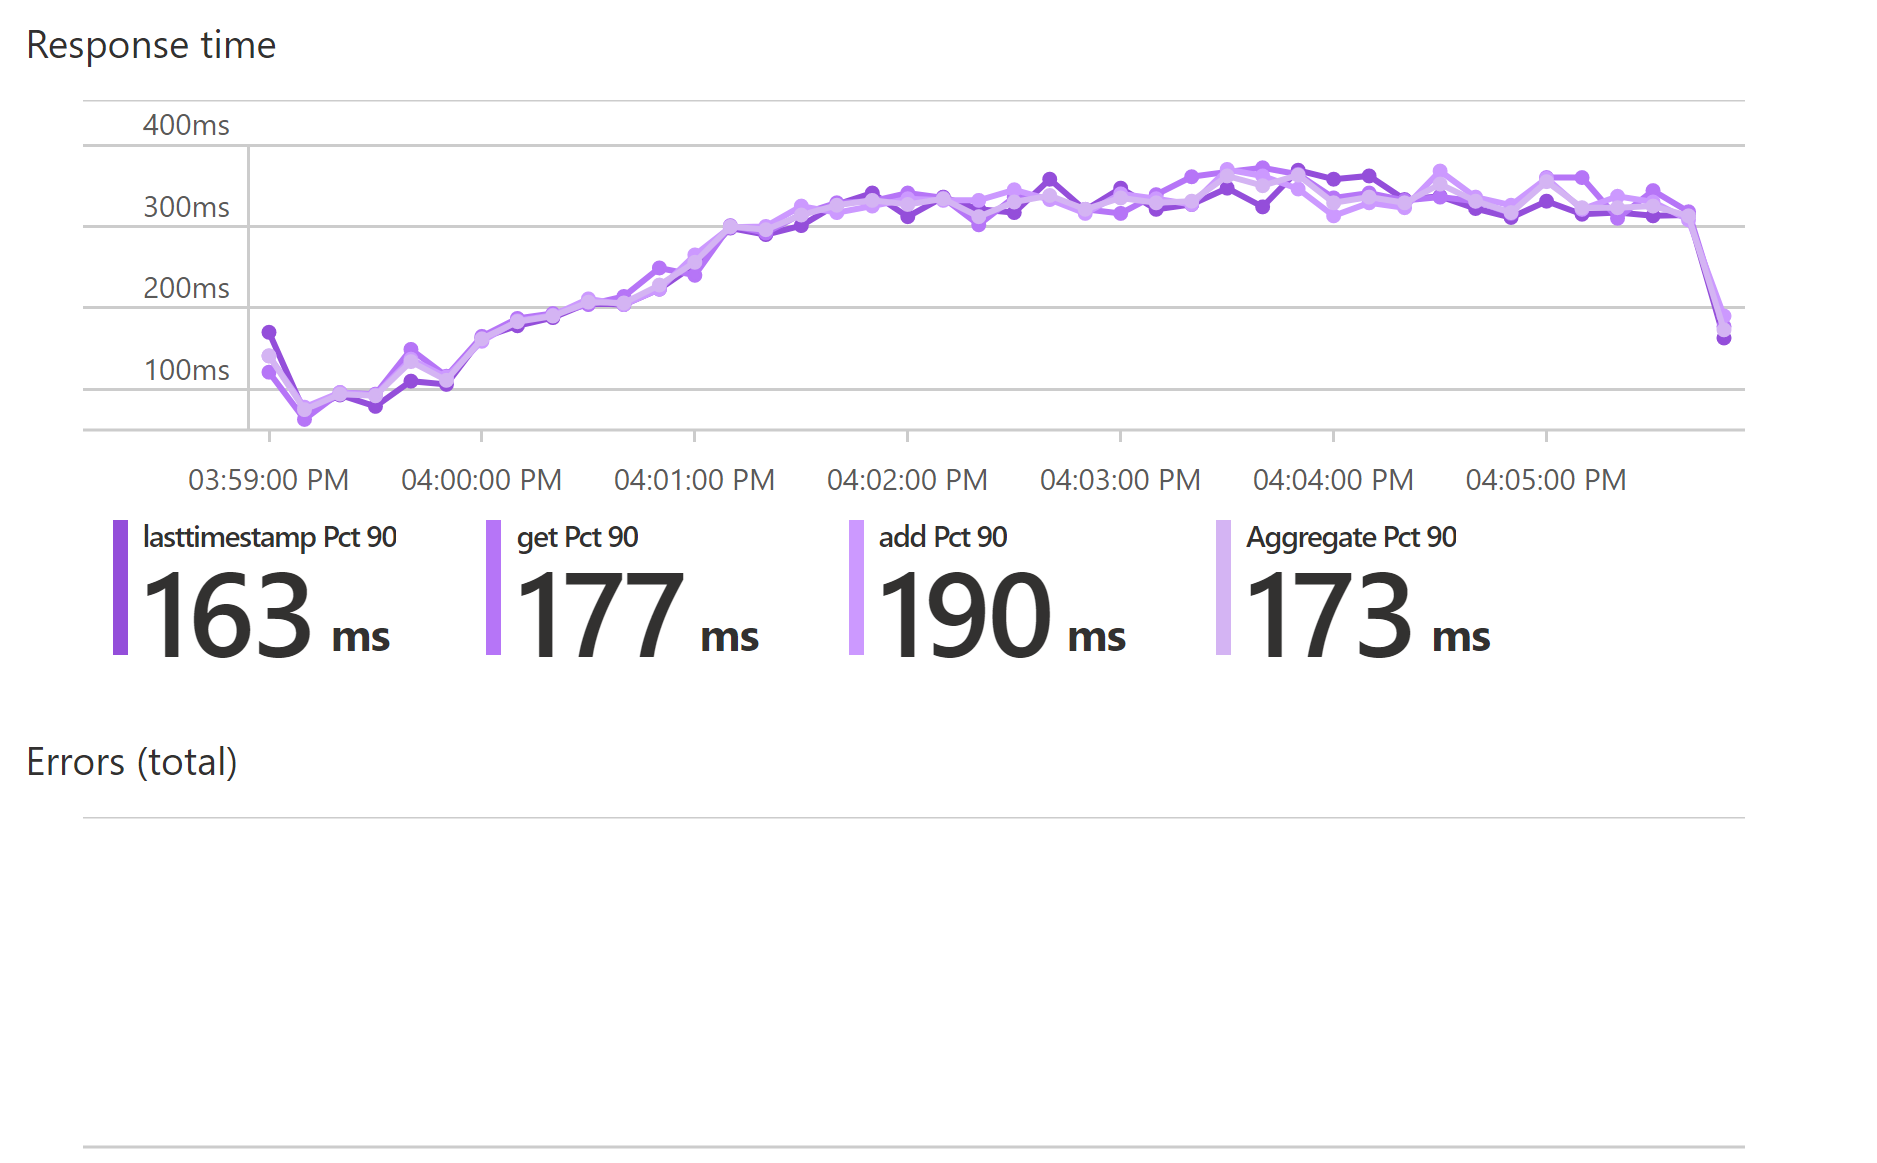 Response time
400ms
300ms
200ms
100ms
03:59:00 PM 04:00:00 PM 04:01:00 PM 04:02:00 PM 04:03:00 PM 04:04:00 PM 04:05:00 PM
lasttimestamp Pct 90 get Pct 90 add Pct 90 Aggregate Pct 90
163 ms 177 ms 190 ms 173 ms
Errors (total)